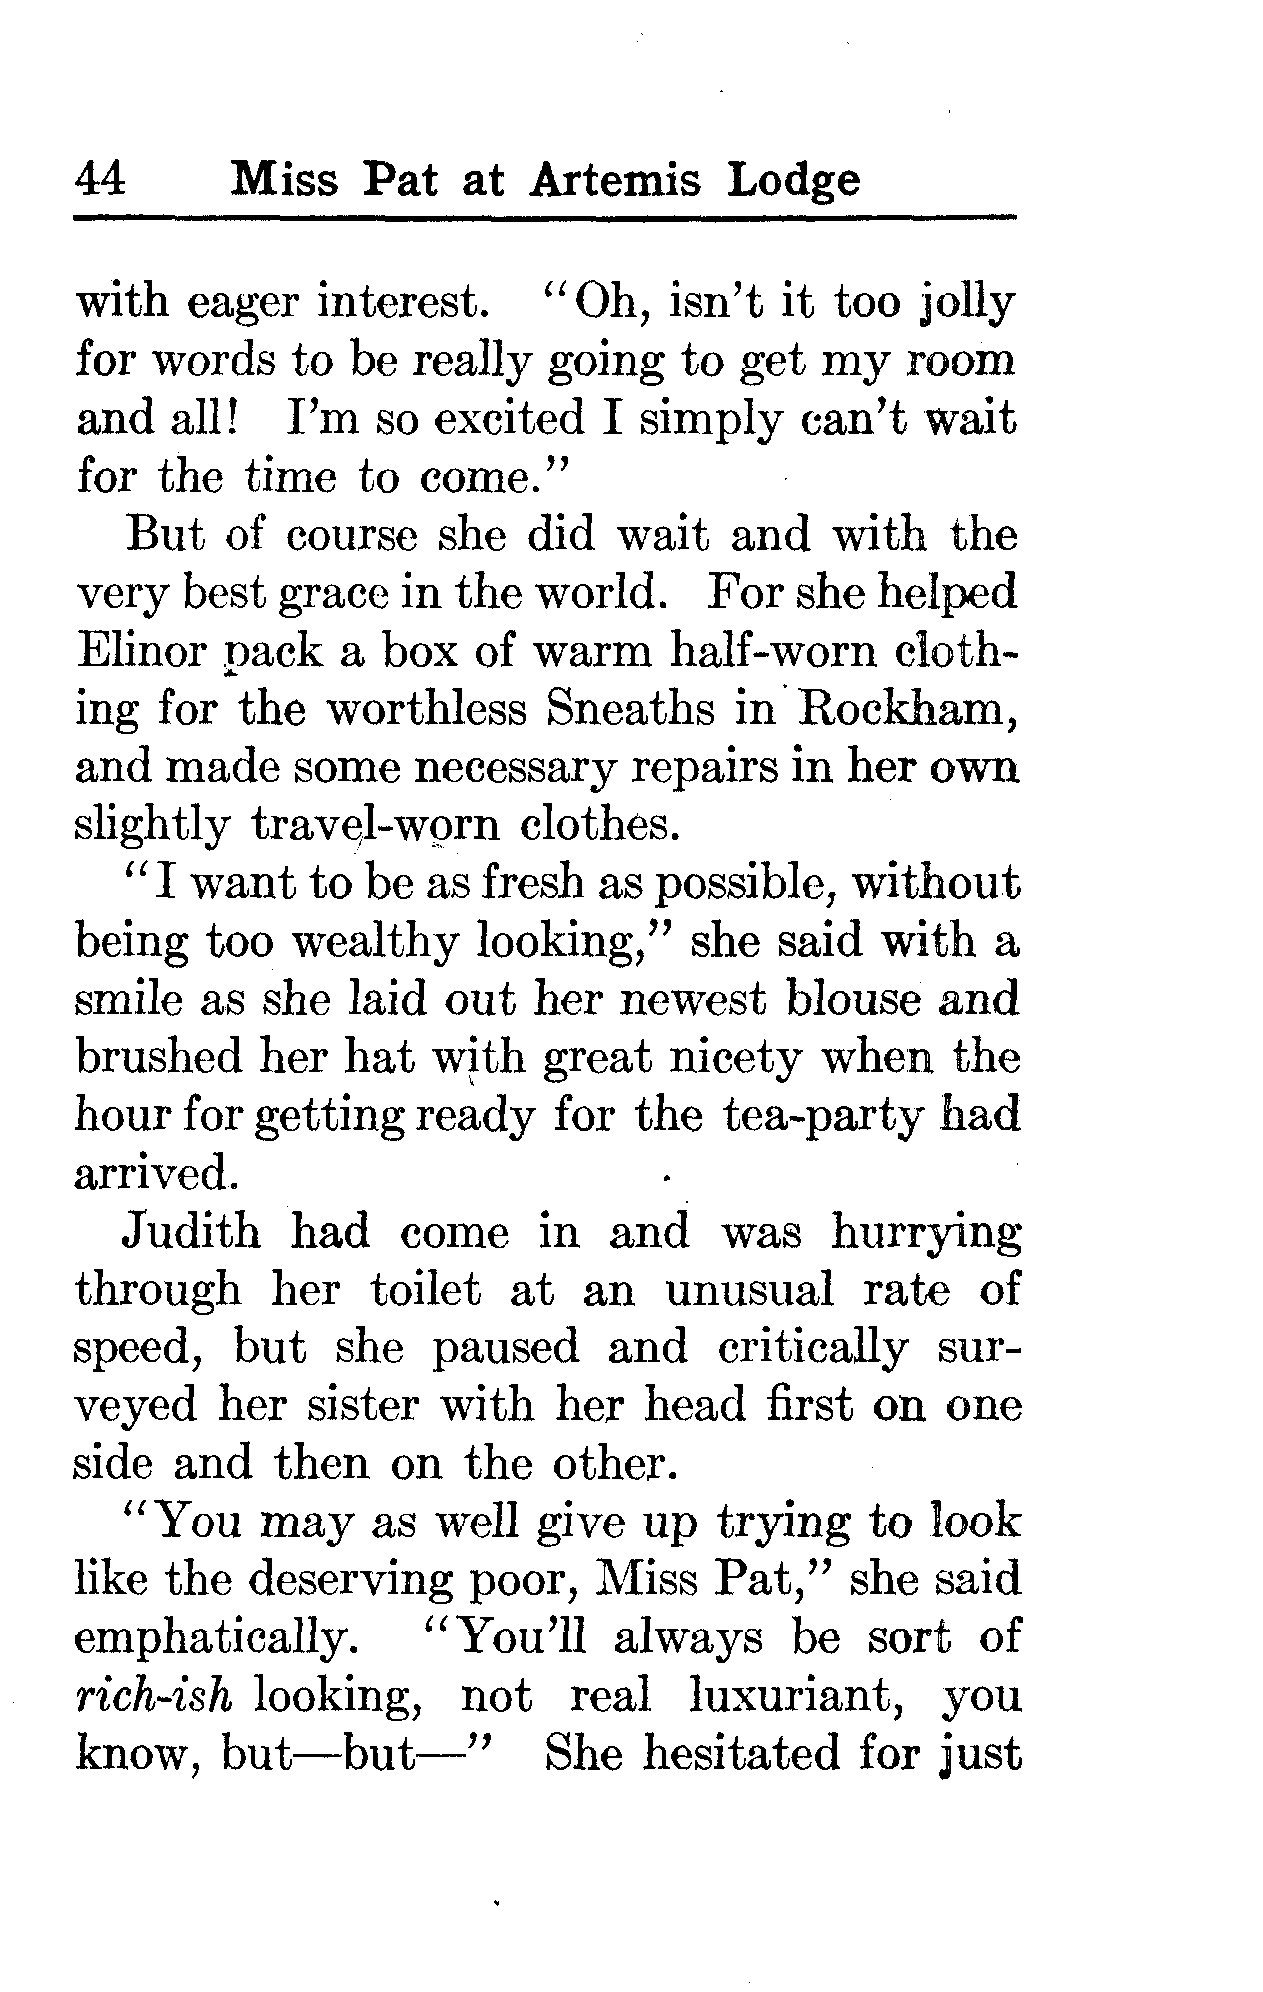 44 Miss Pat at Artemis Lodge
with eager interest. "Oh, isn't it too jolly
for words to be really going to get my room
and all! I'm so excited I simply can't wait
for the time to come."
But of course she did wait and with the
very best grace in the world. For she helped
Elinor pack a box of warm half-worn cloth-
ing for the worthless Sneaths in Rockham,
and made some necessary repairs in her own
slightly travel-worn clothes.
"I want to be as fresh as possible, without
being too wealthy looking," she said with a
smile as she laid out her newest blouse and
brushed her hat with great nicety when the
hour for getting ready for the tea-party had
arrived.
Judith had come in and was hurrying
through her toilet at an unusual rate of
speed, but she paused and critically sur-
veyed her sister with her head first on one
side and then on the other.
"You may as well give up trying to look
like the deserving poor, Miss Pat," she said
emphatically. "You'll always be sort of
rich-ish looking, not real luxuriant, you
know, but—but—" She hesitated for just